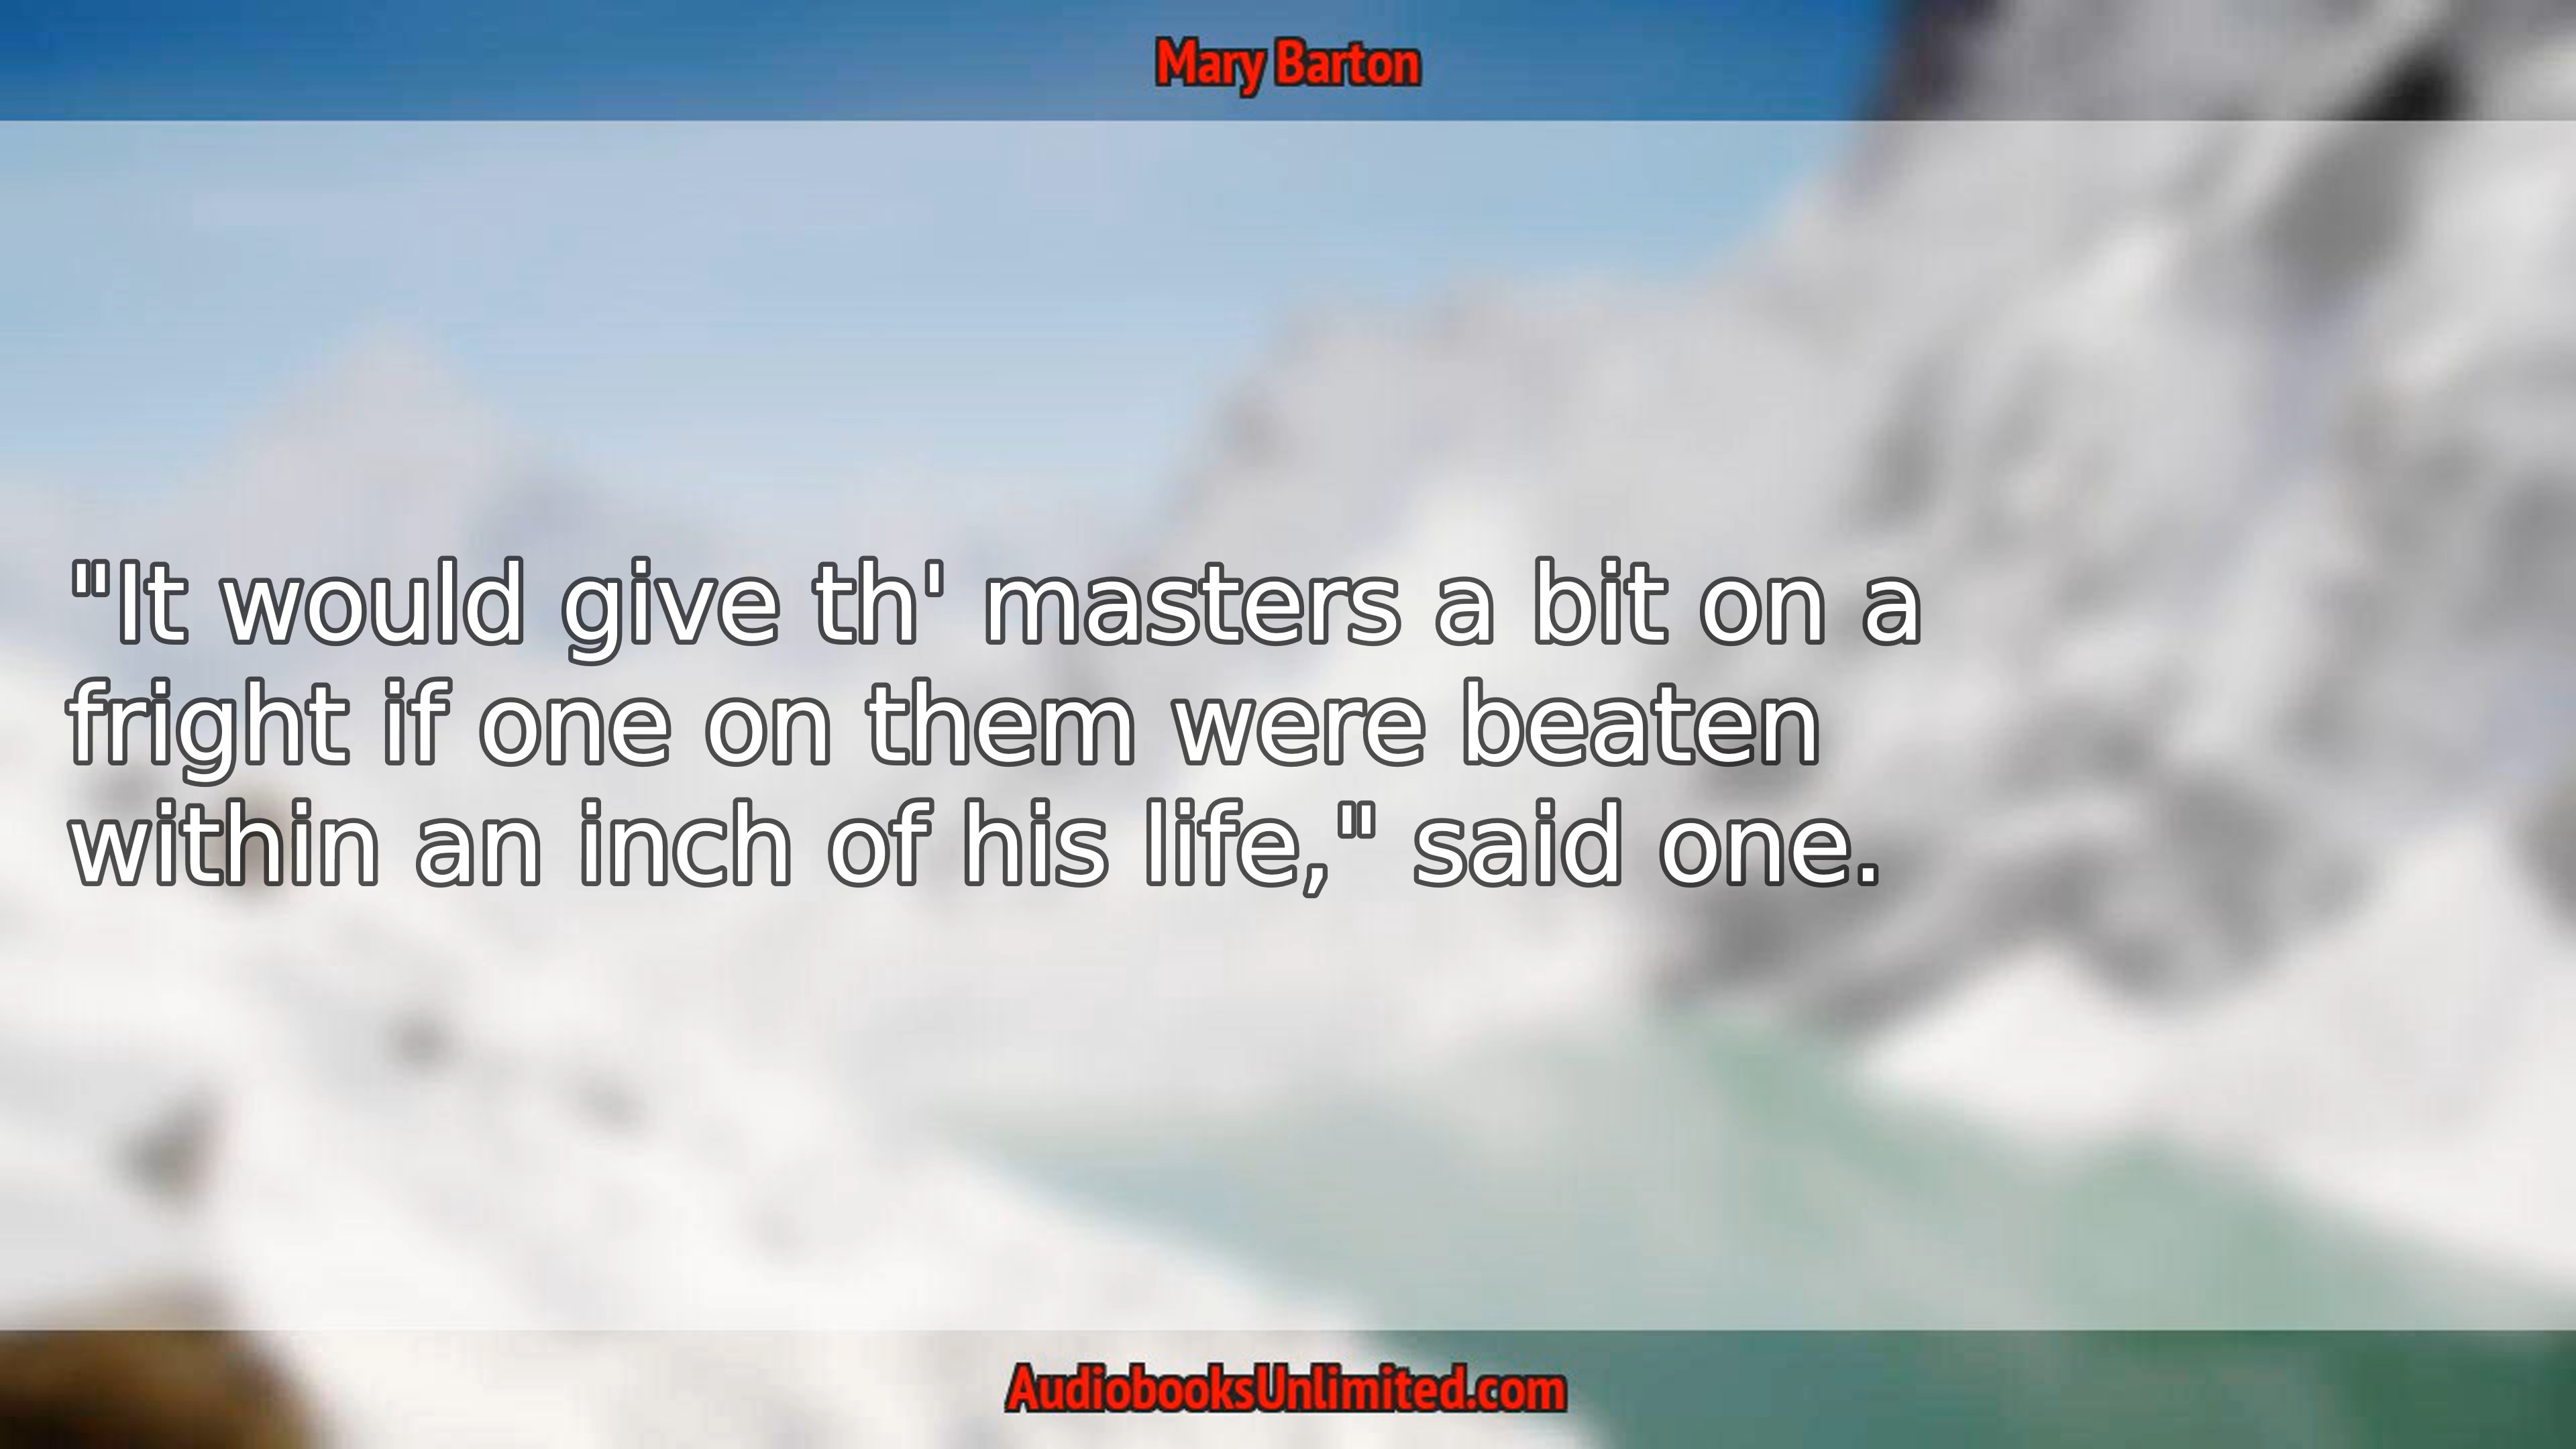 Mary Barton
"It would give th' masters a bit on a
fright if one on them were beaten
within an inch of his life," said one.
AudiobooksUnlimited.com